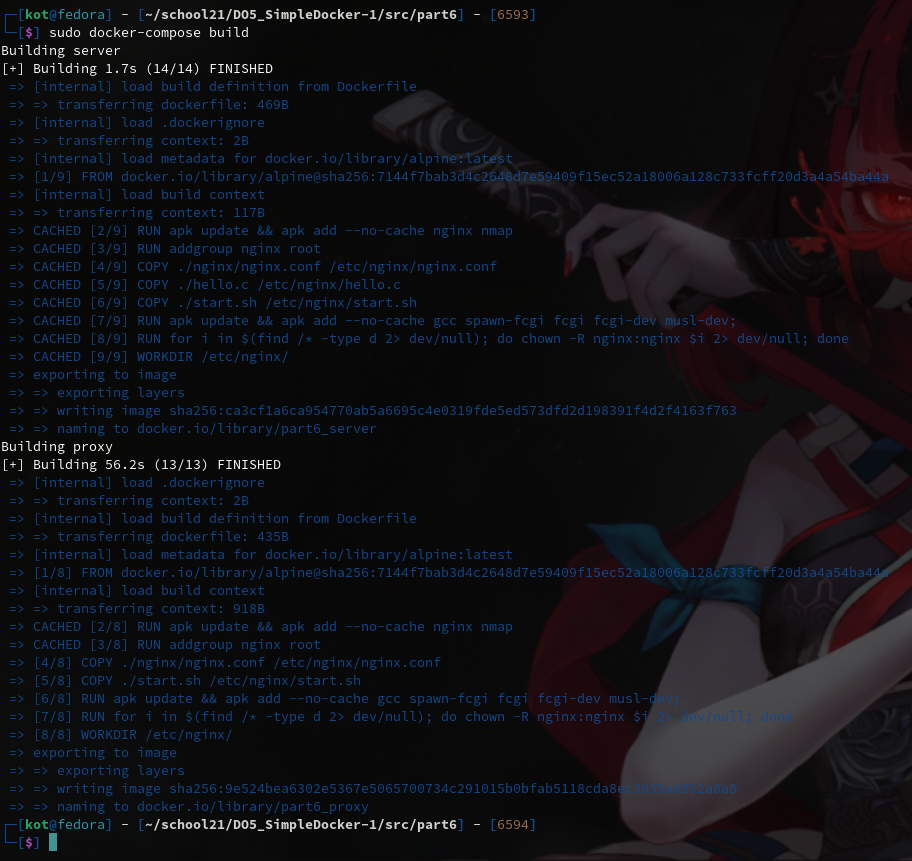 ┌─[kot@fedora] - [~/school21/DO5_SimpleDocker-1/src/part6] - [6593]
└─[$] sudo docker-compose build
Building server
[+] Building 1.7s (14/14) FINISHED
=> [internal] load build definition from Dockerfile
=> => transferring dockerfile: 469B
=> [internal] load .dockerignore
=> => transferring context: 2B
=> [internal] load metadata for docker.io/library/alpine:latest
=> [1/9] FROM docker.io/library/alpine@sha256:7144f7bab3d4c2648d7e59409f15ec52a18006a128c733fcff20d3a4a54ba44a
=> [internal] load build context
=> => transferring context: 117B
=> CACHED [2/9] RUN apk update && apk add --no-cache nginx nmap
=> CACHED [3/9] RUN addgroup nginx root
=> CACHED [4/9] COPY ./nginx/nginx.conf /etc/nginx/nginx.conf
=> CACHED [5/9] COPY ./hello.c /etc/nginx/hello.c
=> CACHED [6/9] COPY ./start.sh /etc/nginx/start.sh
=> CACHED [7/9] RUN apk update && apk add --no-cache gcc spawn-fcgi fcgi fcgi-dev musl-dev;
=> CACHED [8/9] RUN for i in $(find /* -type d 2> dev/null); do chown -R nginx:nginx $i 2> dev/null; done
=> CACHED [9/9] WORKDIR /etc/nginx/
=> exporting to image
=> => exporting layers
=> => writing image sha256:ca3cf1a6ca954770ab5a6695c4e0319fde5ed573dfd2d198391f4d2f4163f763
=> => naming to docker.io/library/part6_server
Building proxy
[+] Building 56.2s (13/13) FINISHED
=> [internal] load .dockerignore
=> => transferring context: 2B
=> [internal] load build definition from Dockerfile
=> => transferring dockerfile: 435B
=> [internal] load metadata for docker.io/library/alpine:latest
=> [1/8] FROM docker.io/library/alpine@sha256:7144f7bab3d4c2648d7e59409f15ec52a18006a128c733fcff20d3a4a54ba44a
=> [internal] load build context
=> => transferring context: 918B
=> CACHED [2/8] RUN apk update && apk add --no-cache nginx nmap
=> CACHED [3/8] RUN addgroup nginx root
=> [4/8] COPY ./nginx/nginx.conf /etc/nginx/nginx.conf
=> [5/8] COPY ./start.sh /etc/nginx/start.sh
=> [6/8] RUN apk update && apk add --no-cache gcc spawn-fcgi fcgi fcgi-dev musl-dev;
=> [7/8] RUN for i in $(find /* -type d 2> dev/null); do chown -R nginx:nginx $i 2> dev/null; done
=> [8/8] WORKDIR /etc/nginx/
=> exporting to image
=> => exporting layers
=> => writing image
=> => naming to docker.io/library/part6_proxy
┌─[kot@fedora] - [~/school21/DO5_SimpleDocker-1/src/part6] - [6594]
└─[$]